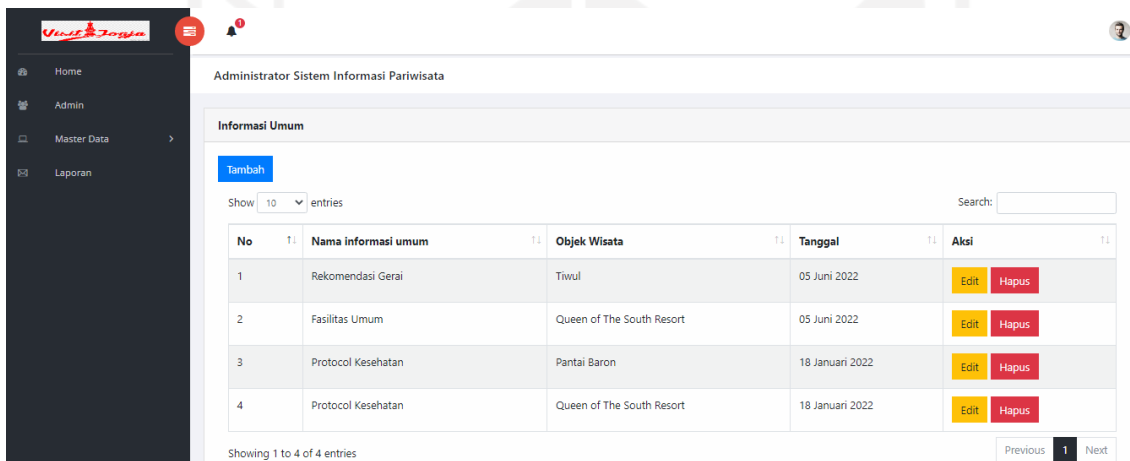 Visit Jogja
1
Home
Admin
Master Data
Laporan
Administrator Sistem Informasi Pariwisata
Informasi Umum
Tambah
Show 10 entries Search:
No Nama informasi umum Objek Wisata Tanggal Aksi
1 Rekomendasi Gerai Tiwul 05 Juni 2022 Edit Hapus
2 Fasilitas Umum Queen of The South Resort 05 Juni 2022 Edit Hapus
3 Protocol Kesehatan Pantai Baron 18 Januari 2022 Edit Hapus
4 Protocol Kesehatan Queen of The South Resort 18 Januari 2022 Edit Hapus
Showing 1 to 4 of 4 entries Previous 1 Next